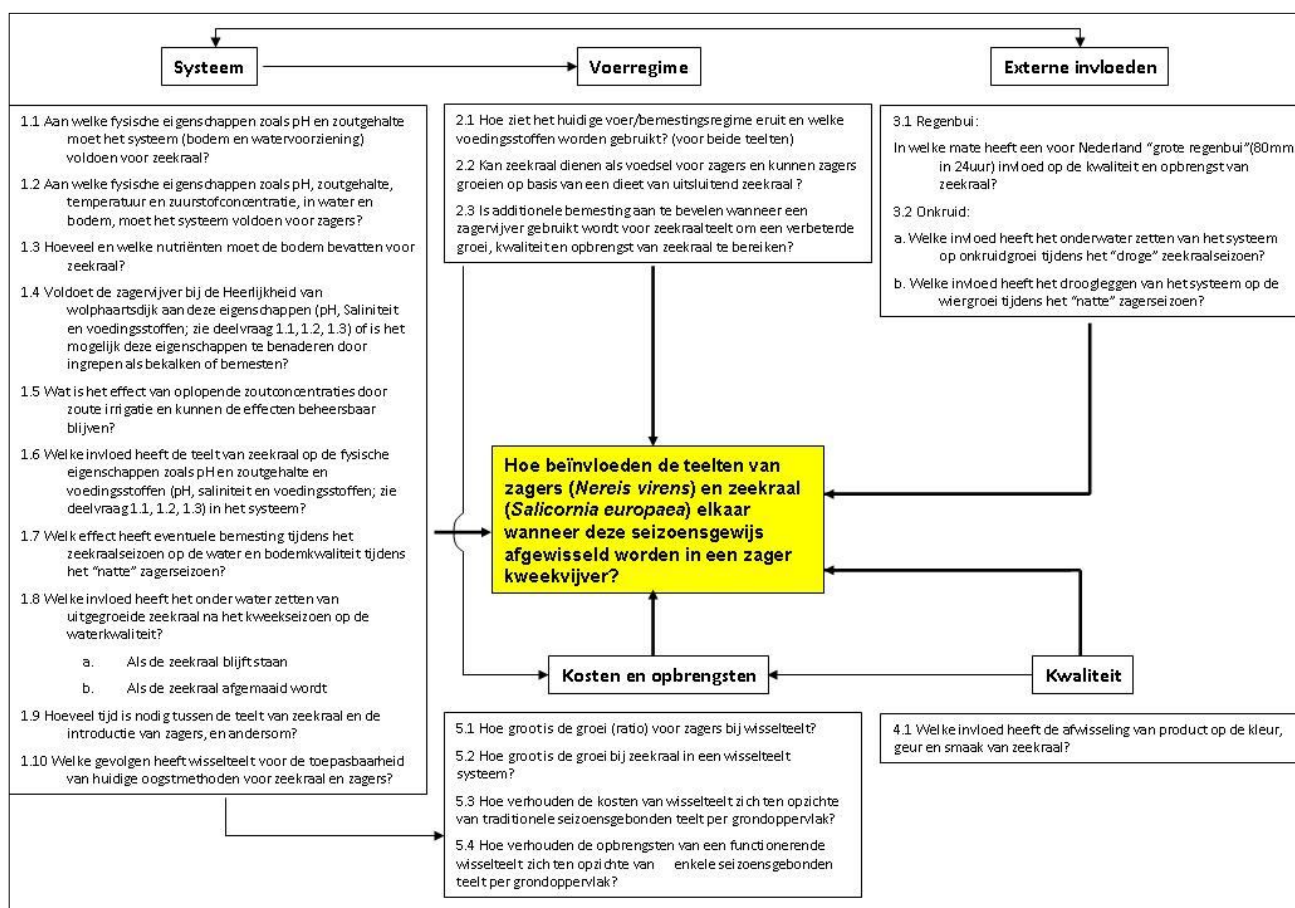 Systeem
Voerregime
Externe invloeden
1.1 Aan welke fysische eigenschappen zoals pH en zoutgehalte
moet het systeem (bodem en watervoorziening)
voldoen voor zeekraal?
1.2 Aan welke fysische eigenschappen zoals pH, zoutgehalte,
temperatuur en zuurstofconcentratie, in water en
bodem, moet het systeem voldoen voor zagers?
1.3 Hoeveel en welke nutriënten moet de bodem bevatten voor
zeekraal?
1.4 Voldoet de zagervijver bij de Heerlijkheid van
wolphaartsdijk aan deze eigenschappen (pH, Saliniteit
en voedingsstoffen; zie deelvraag 1.1, 1.2, 1.3) of is het
mogelijk deze eigenschappen te benaderen door
ingrepen als bekalken of bemesten?
1.5 Wat is het effect van oplopende zoutconcentraties door
zoute irrigatie en kunnen de effecten beheersbaar
blijven?
1.6 Welke invloed heeft de teelt van zeekraal op de fysische
eigenschappen zoals pH en zoutgehalte en
voedingsstoffen (pH, saliniteit en voedingsstoffen; zie
deelvraag 1.1, 1.2, 1.3) in het systeem?
1.7 Welk effect heeft eventuele bemesting tijdens het
zeekraalseizoen op de water en bodemkwaliteit tijdens
het "natte" zagerseizoen?
1.8 Welke invloed heeft het onder water zetten van
uitgegroeide zeekraal na het kweekseizoen op de
waterkwaliteit?
a. Als de zeekraal blijft staan
b. Als de zeekraal afgemaaid wordt
1.9 Hoeveel tijd is nodig tussen de teelt van zeekraal en de
introductie van zagers, en andersom?
1.10 Welke gevolgen heeft wisselteelt voor de toepasbaarheid
van huidige oogstmethoden voor zeekraal en zagers?
2.1 Hoe ziet het huidige voer/bemestingsregime eruit en welke
voedingsstoffen worden gebruikt? (voor beide teelten)
2.2 Kan zeekraal dienen als voedsel voor zagers en kunnen zagers
groeien op basis van een dieet van uitsluitend zeekraal?
2.3 Is additionele bemesting aan te bevelen wanneer een
zagervijver gebruikt wordt voor zeekraalteelt om een verbeterde
groei, kwaliteit en opbrengst van zeekraal te bereiken?
3.1 Regenbui:
In welke mate heeft een voor Nederland "grote regenbui"(80mm
in 24uur) invloed op de kwaliteit en opbrengst van
zeekraal?
3.2 Onkruid:
a. Welke invloed heeft het onderwater zetten van het systeem
op onkruidgroei tijdens het "droge" zeekraalseizoen?
b. Welke invloed heeft het droogleggen van het systeem op de
wiergroei tijdens het "natte" zagerseizoen?
Hoe beïnvloeden de teelten van
zagers (Nereis virens) en zeekraal
(Salicornia europaea) elkaar
wanneer deze seizoensgewijs
afgewisseld worden in een zager
kweekvijver?
Kosten en opbrengsten
Kwaliteit
5.1 Hoe groot is de groei (ratio) voor zagers bij wisselteelt?
5.2 Hoe groot is de groei bij zeekraal in een wisselteelt
systeem?
5.3 Hoe verhouden de kosten van wisselteelt zich ten opzichte
van traditionele seizoensgebonden teelt per grondoppervlak?
5.4 Hoe verhouden de opbrengsten van een functionerende
wisselteelt zich ten opzichte van enkele seizoensgebonden
teelt per grondoppervlak?
4.1 Welke invloed heeft de afwisseling van product op de kleur,
geur en smaak van zeekraal?